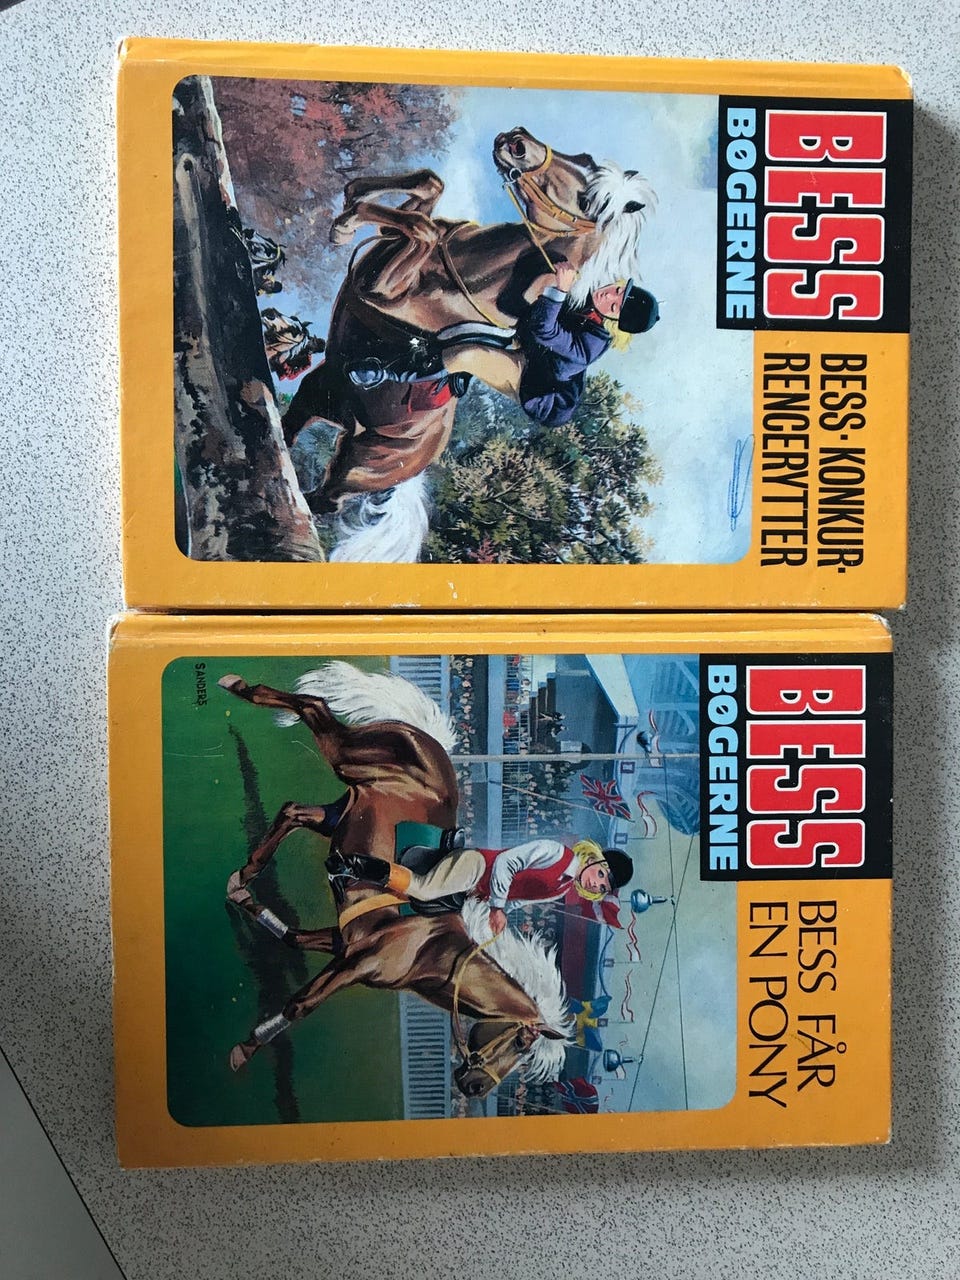 BESS
BØGERNE
BESS-KONKUR-
RENCERYTTER
BESS
BØGERNE
BESS FÅR
EN PONY
SANDERS